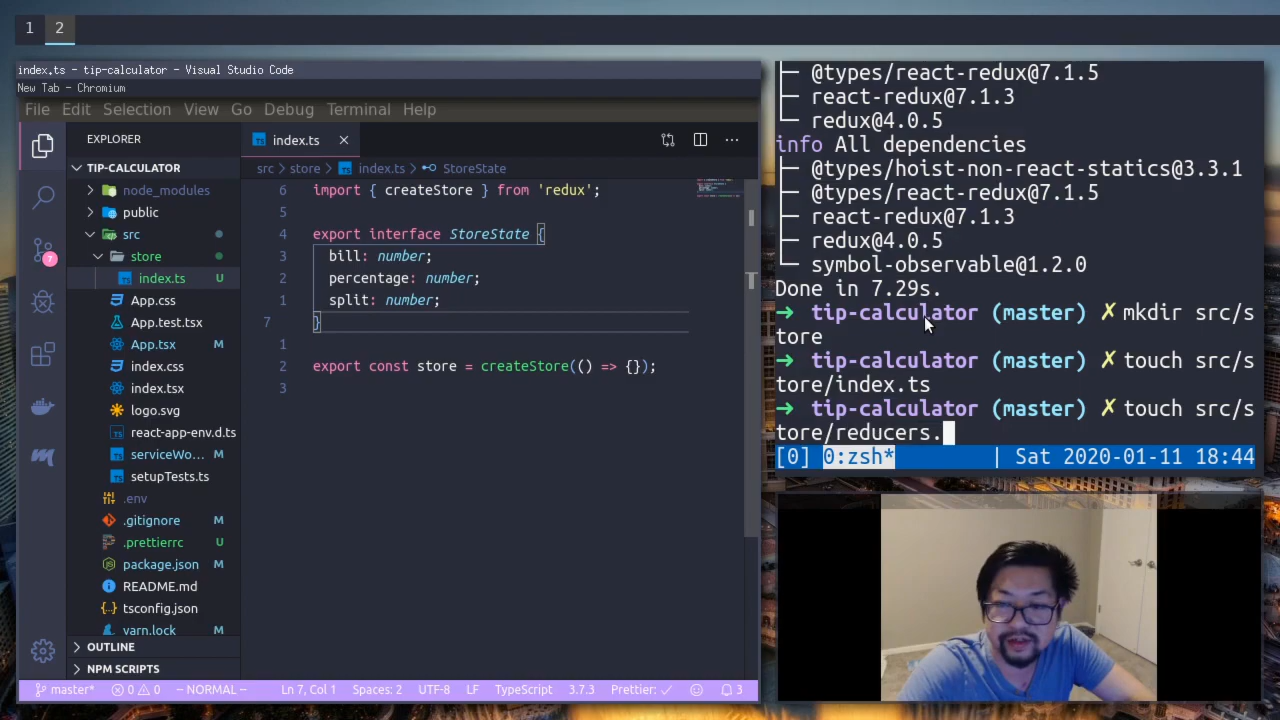 1 2
index.ts - tip-calculator - Visual Studio Code
New Tab - Chromium
File Edit Selection View Go Debug Terminal Help
EXPLORER
TIP-CALCULATOR
node_modules
public
src
store
index.ts U
App.css
App.test.tsx
App.tsx M
index.css
index.tsx
logo.svg
react-app-env.d.ts
serviceWo... M
setupTests.ts
.env
.gitignore M
.prettierrc U
package.json M
README.md
tsconfig.json
yarn.lock M
OUTLINE
NPM SCRIPTS
7
index.ts
src > store > index.ts > StoreState
6 import { createStore } from 'redux';
5
4 export interface StoreState {
3 bill: number;
2 percentage: number;
1 split: number;
7 }
1
2 export const store = createStore(() => {});
3
master* 0 0 -- NORMAL -- Ln 7, Col 1 Spaces: 2 UTF-8 LF TypeScript 3.7.3 Prettier: ✓ 3
├─ @types/react-redux@7.1.5
├─ react-redux@7.1.3
└─ redux@4.0.5
info All dependencies
├─ @types/hoist-non-react-statics@3.3.1
├─ @types/react-redux@7.1.5
├─ react-redux@7.1.3
├─ redux@4.0.5
└─ symbol-observable@1.2.0
Done in 7.29s.
➜ tip-calculator (master) ✗ mkdir src/s
tore
➜ tip-calculator (master) ✗ touch src/s
tore/index.ts
➜ tip-calculator (master) ✗ touch src/s
tore/reducers.
[0] 0:zsh* | Sat 2020-01-11 18:44